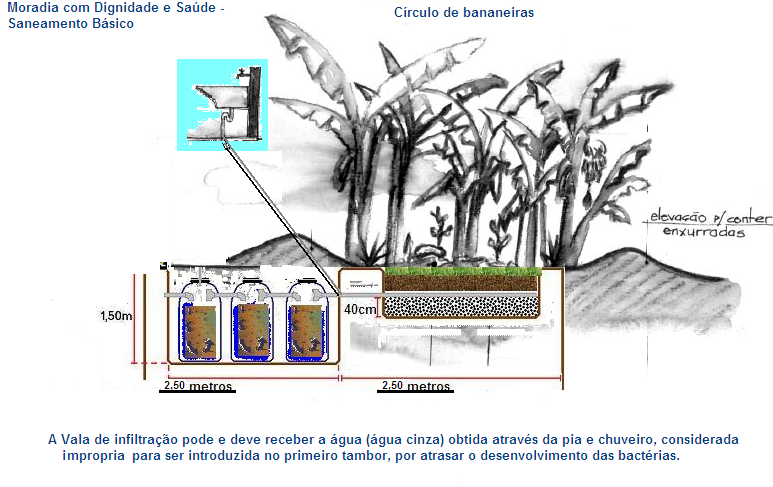 Moradia com Dignidade e Saúde -
Saneamento Básico
Círculo de bananeiras
elevação p/ conter
enxurradas
1,50m
40cm
2,50 metros
2,50 metros
A Vala de infiltração pode e deve receber a água (água cinza) obtida através da pia e chuveiro, considerada
impropria para ser introduzida no primeiro tambor, por atrasar o desenvolvimento das bactérias.